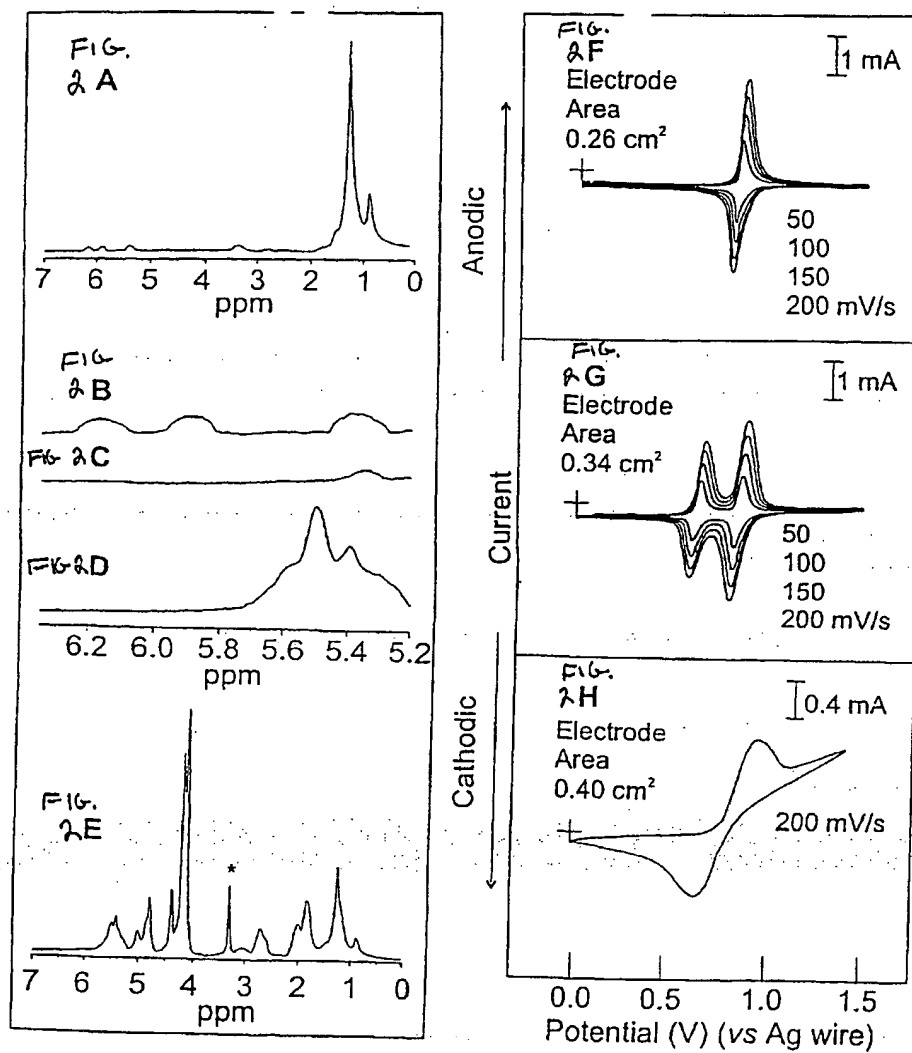 FIG.
2 A
7 6 5 4 3 2 1 0
ppm
FIG
2 B
FIG 2C
FIG 2D
6.2 6.0 5.8 5.6 5.4 5.2
ppm
FIG.
2E
*
7 6 5 4 3 2 1 0
ppm
Anodic
Current
Cathodic
FIG.
2F
1 mA
Electrode
Area
0.26 cm²
50
100
150
200 mV/s
FIG.
2G
1 mA
Electrode
Area
0.34 cm²
50
100
150
200 mV/s
FIG.
2H
0.4 mA
Electrode
Area
0.40 cm²
200 mV/s
0.0 0.5 1.0 1.5
Potential (V) (vs Ag wire)